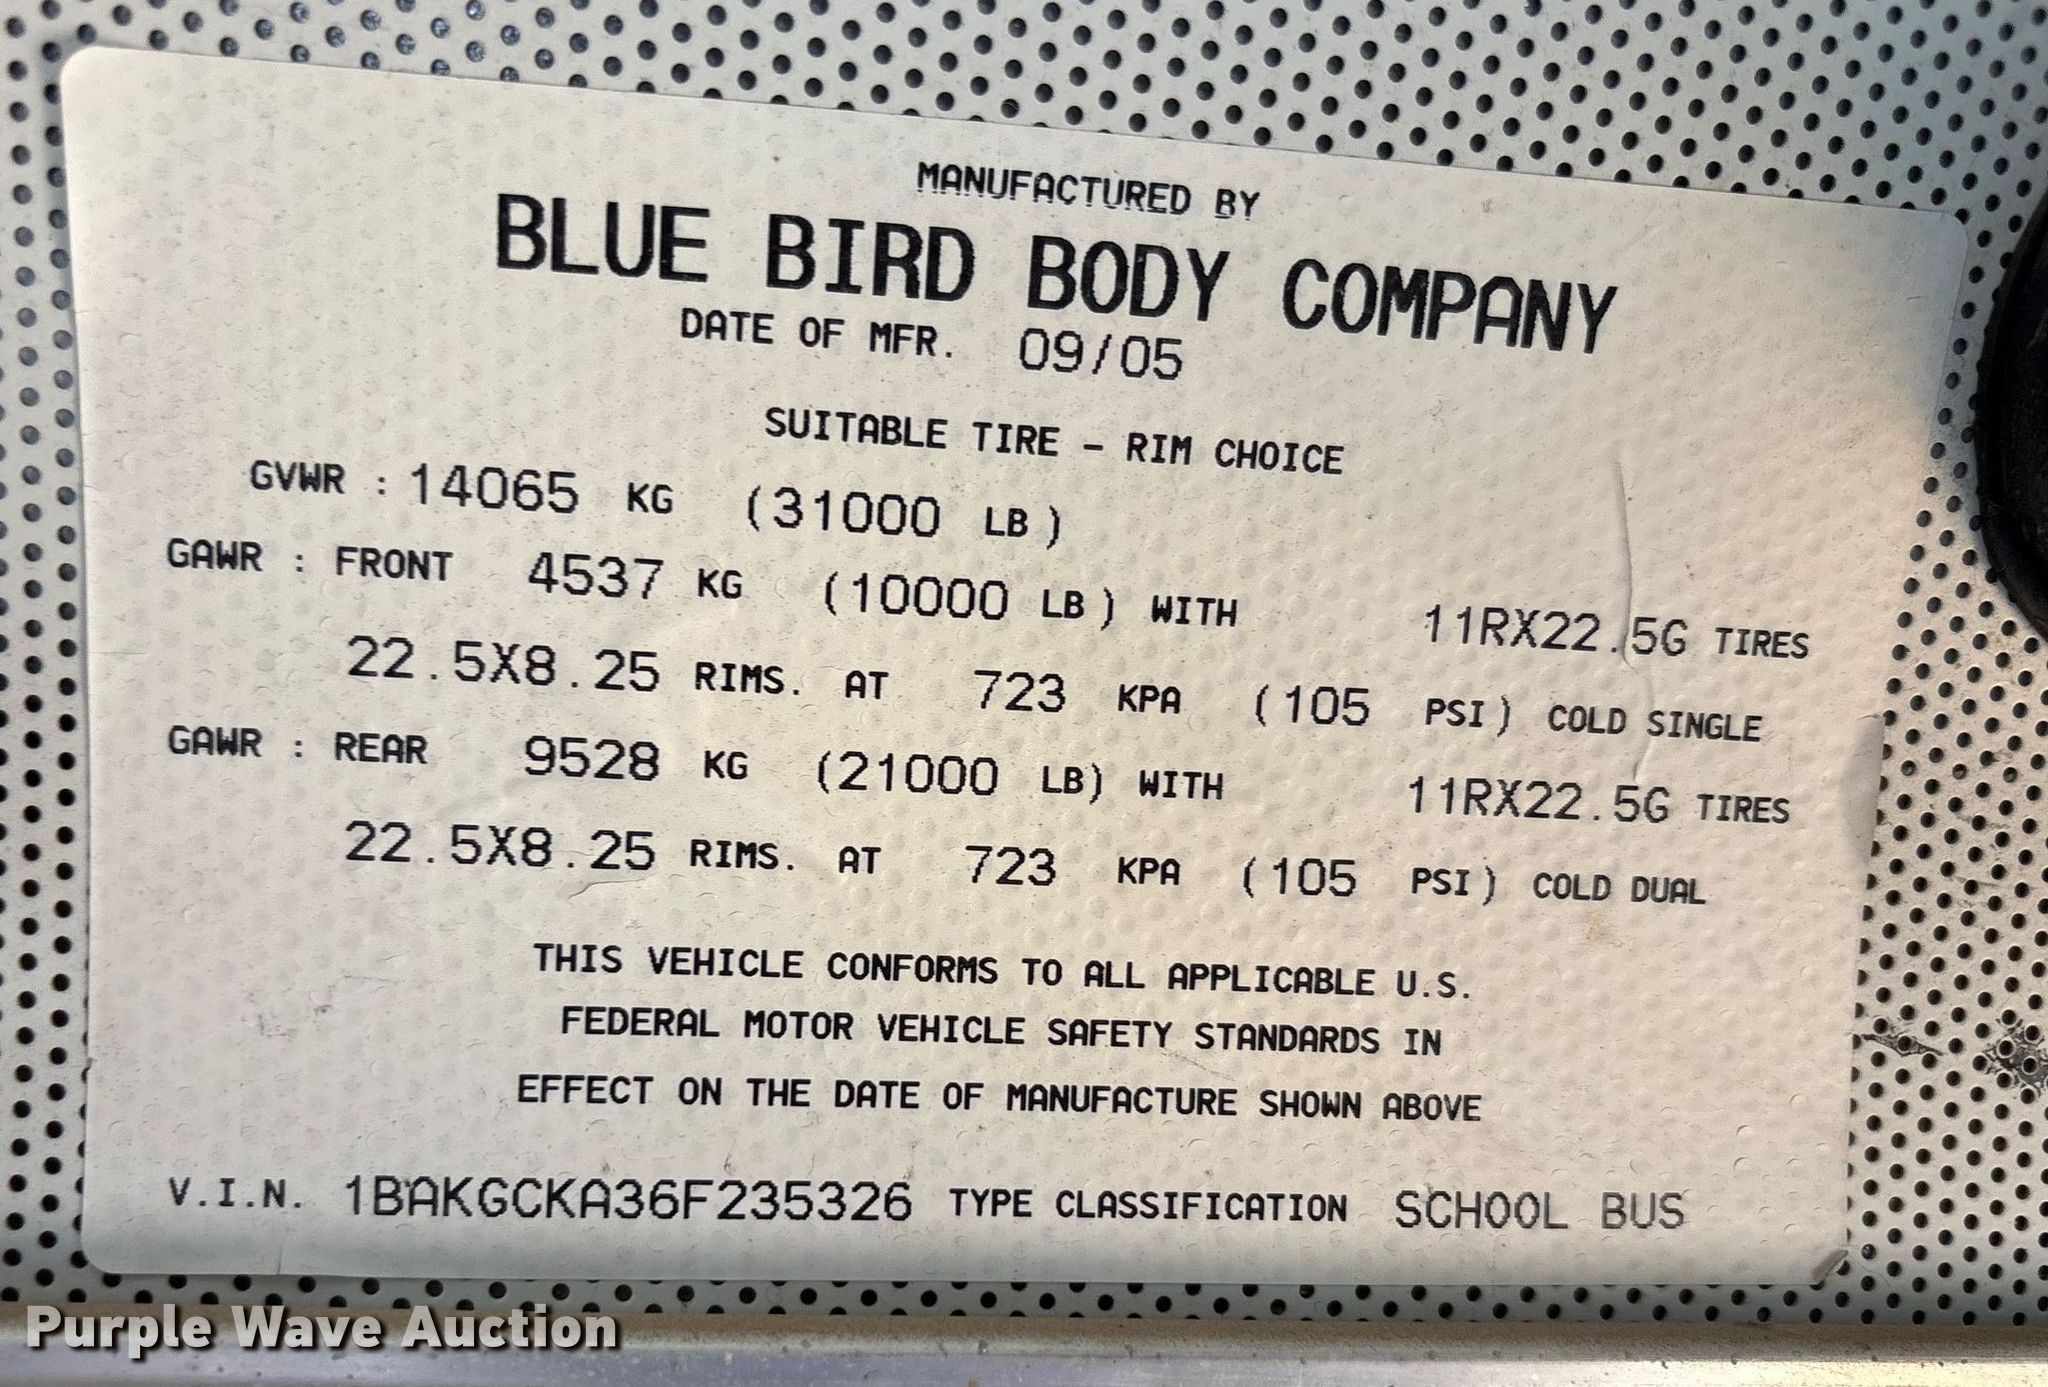 MANUFACTURED BY
BLUE BIRD BODY COMPANY
DATE OF MFR. 09/05
SUITABLE TIRE - RIM CHOICE
GVWR : 14065 KG (31000 LB)
GAWR : FRONT 4537 KG (10000 LB) WITH 11RX22.5G TIRES
22.5X8.25 RIMS. AT 723 KPA (105 PSI) COLD SINGLE
GAWR : REAR 9528 KG (21000 LB) WITH 11RX22.5G TIRES
22.5X8.25 RIMS. AT 723 KPA (105 PSI) COLD DUAL
THIS VEHICLE CONFORMS TO ALL APPLICABLE U.S.
FEDERAL MOTOR VEHICLE SAFETY STANDARDS IN
EFFECT ON THE DATE OF MANUFACTURE SHOWN ABOVE
V.I.N. 1BAKGCKA36F235326 TYPE CLASSIFICATION SCHOOL BUS
Purple Wave Auction